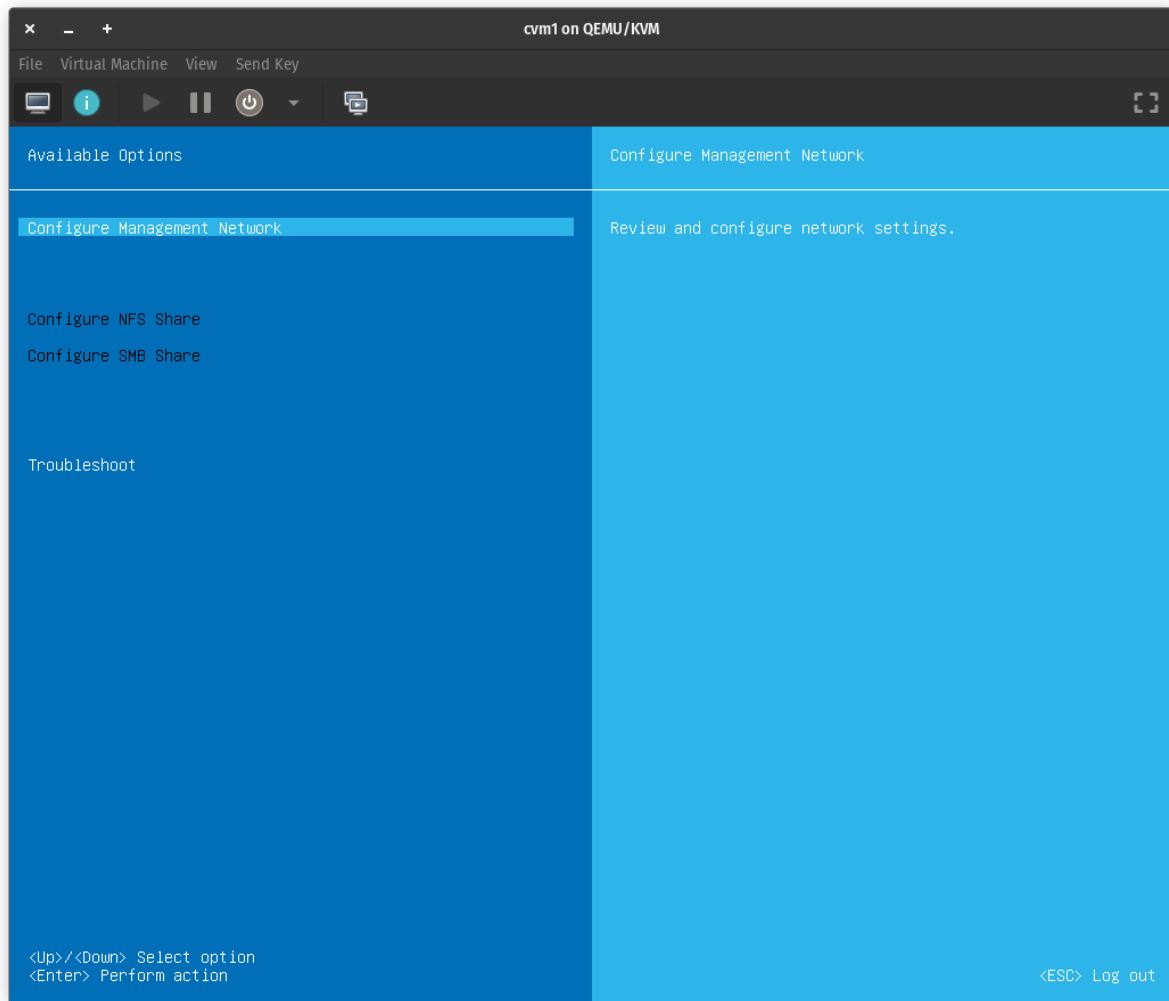 cvm1 on QEMU/KVM
File Virtual Machine View Send Key
Available Options
Configure Management Network
Configure NFS Share
Configure SMB Share
Troubleshoot
<Up>/<Down> Select option
<Enter> Perform action
Configure Management Network
Review and configure network settings.
<ESC> Log out